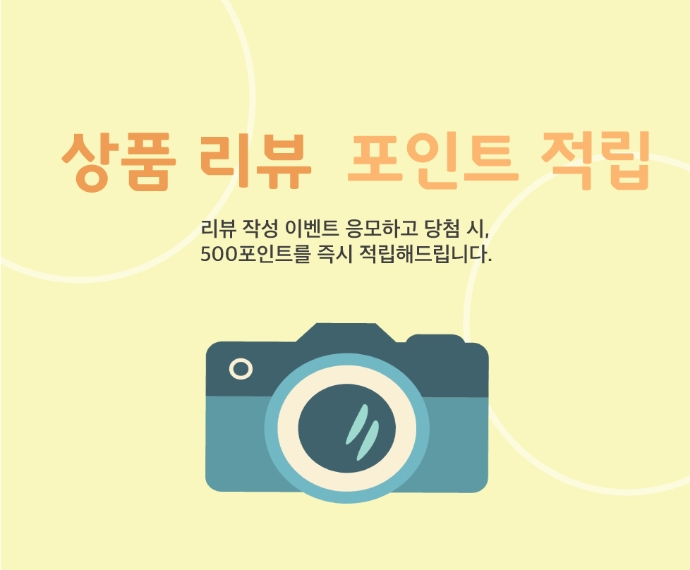 상품 리뷰 포인트 적립
리뷰 작성 이벤트 응모하고 당첨 시,
500포인트를 즉시 적립해드립니다.